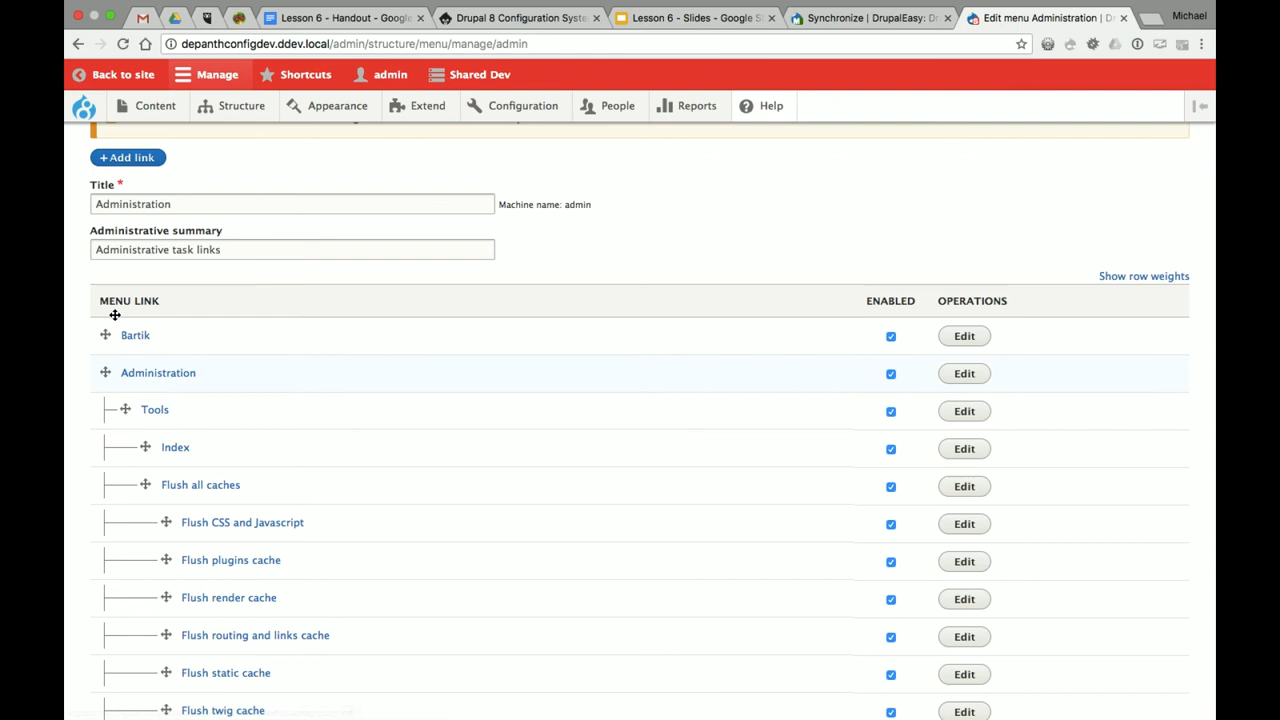 Lesson 6 - Handout - Google
Drupal 8 Configuration Syste
Lesson 6 - Slides - Google Sl
Synchronize | DrupalEasy: Dr
Edit menu Administration | Dr
Michael
depanthconfigdev.ddev.local/admin/structure/menu/manage/admin
Back to site Manage Shortcuts admin Shared Dev
Content Structure Appearance Extend Configuration People Reports Help
+ Add link
Title *
Administration Machine name: admin
Administrative summary
Administrative task links
Show row weights
MENU LINK ENABLED OPERATIONS
Bartik Edit
Administration Edit
Tools Edit
Index Edit
Flush all caches Edit
Flush CSS and Javascript Edit
Flush plugins cache Edit
Flush render cache Edit
Flush routing and links cache Edit
Flush static cache Edit
Flush twig cache Edit